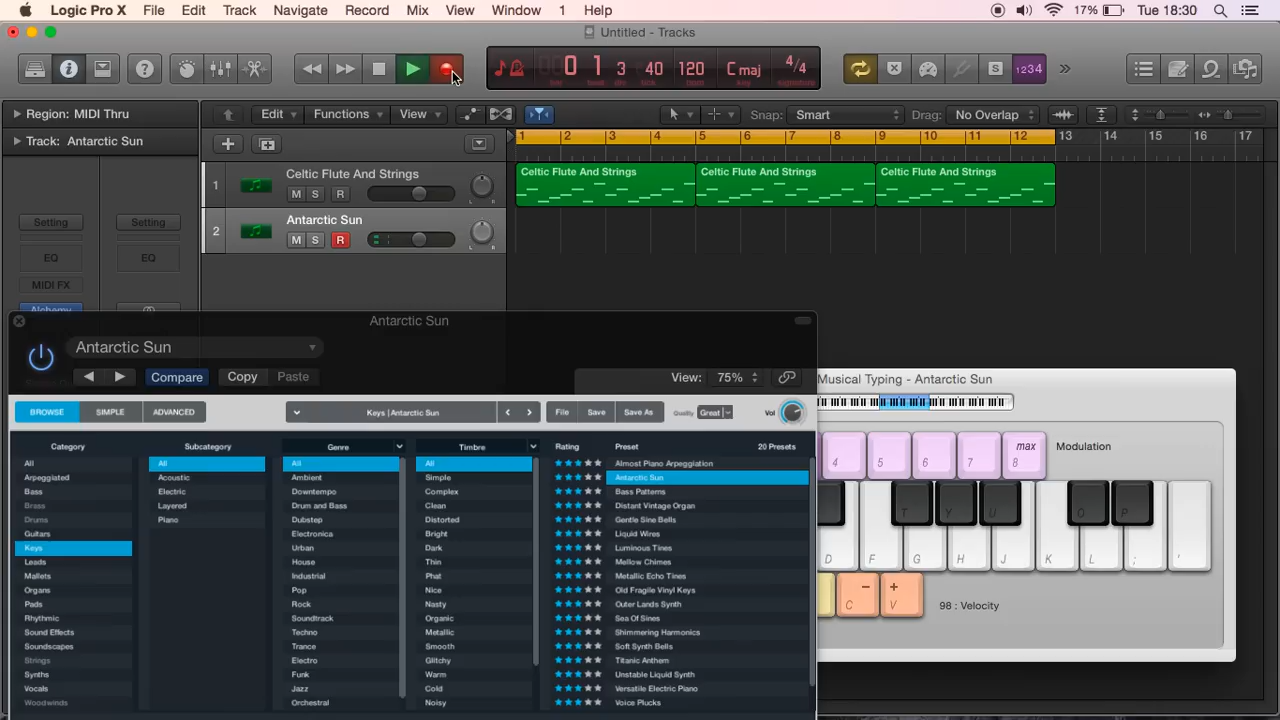 Logic Pro X File Edit Track Navigate Record Mix View Window 1 Help 17% Tue 18:30
Untitled - Tracks
0 1 3 40 120 C maj 4/4
1234
Region: MIDI Thru
Edit Functions View Snap: Smart Drag: No Overlap
Track: Antarctic Sun
1 2 3 4 5 6 7 8 9 10 11 12 13 14 15 16 17
1 Celtic Flute And Strings
M S R
L R
Celtic Flute And Strings Celtic Flute And Strings Celtic Flute And Strings
2 Antarctic Sun
M S R
L R
Setting Setting
EQ EQ
MIDI FX
Alchemy
Antarctic Sun
Antarctic Sun
Compare Copy Paste View: 75%
BROWSE SIMPLE ADVANCED Keys | Antarctic Sun File Save Save As Quality Great Vol
Category Subcategory Genre Timbre Rating Preset 20 Presets
All All All All Almost Piano Arpeggiation
Arpeggiated Acoustic Ambient Simple Antarctic Sun
Bass Electric Downtempo Complex Bass Patterns
Brass Layered Drum and Bass Clean Distant Vintage Organ
Drums Piano Dubstep Distorted Gentle Sine Bells
Guitars Electronica Bright Liquid Wires
Keys Urban Dark Luminous Tines
Leads House Thin Mellow Chimes
Mallets Industrial Phat Metallic Echo Tines
Organs Pop Nice Old Fragile Vinyl Keys
Pads Rock Nasty Outer Lands Synth
Rhythmic Soundtrack Organic Sea Of Sines
Sound Effects Techno Metallic Shimmering Harmonics
Soundscapes Trance Smooth Soft Synth Bells
Strings Electro Glitchy Titanic Anthem
Synths Funk Warm Unstable Liquid Synth
Vocals Jazz Cold Versatile Electric Piano
Woodwinds Orchestral Noisy Voice Plucks
Musical Typing - Antarctic Sun
4 5 6 7 max 8 Modulation
T Y U O P
D F G H J K L ; '
C - V +
98 : Velocity